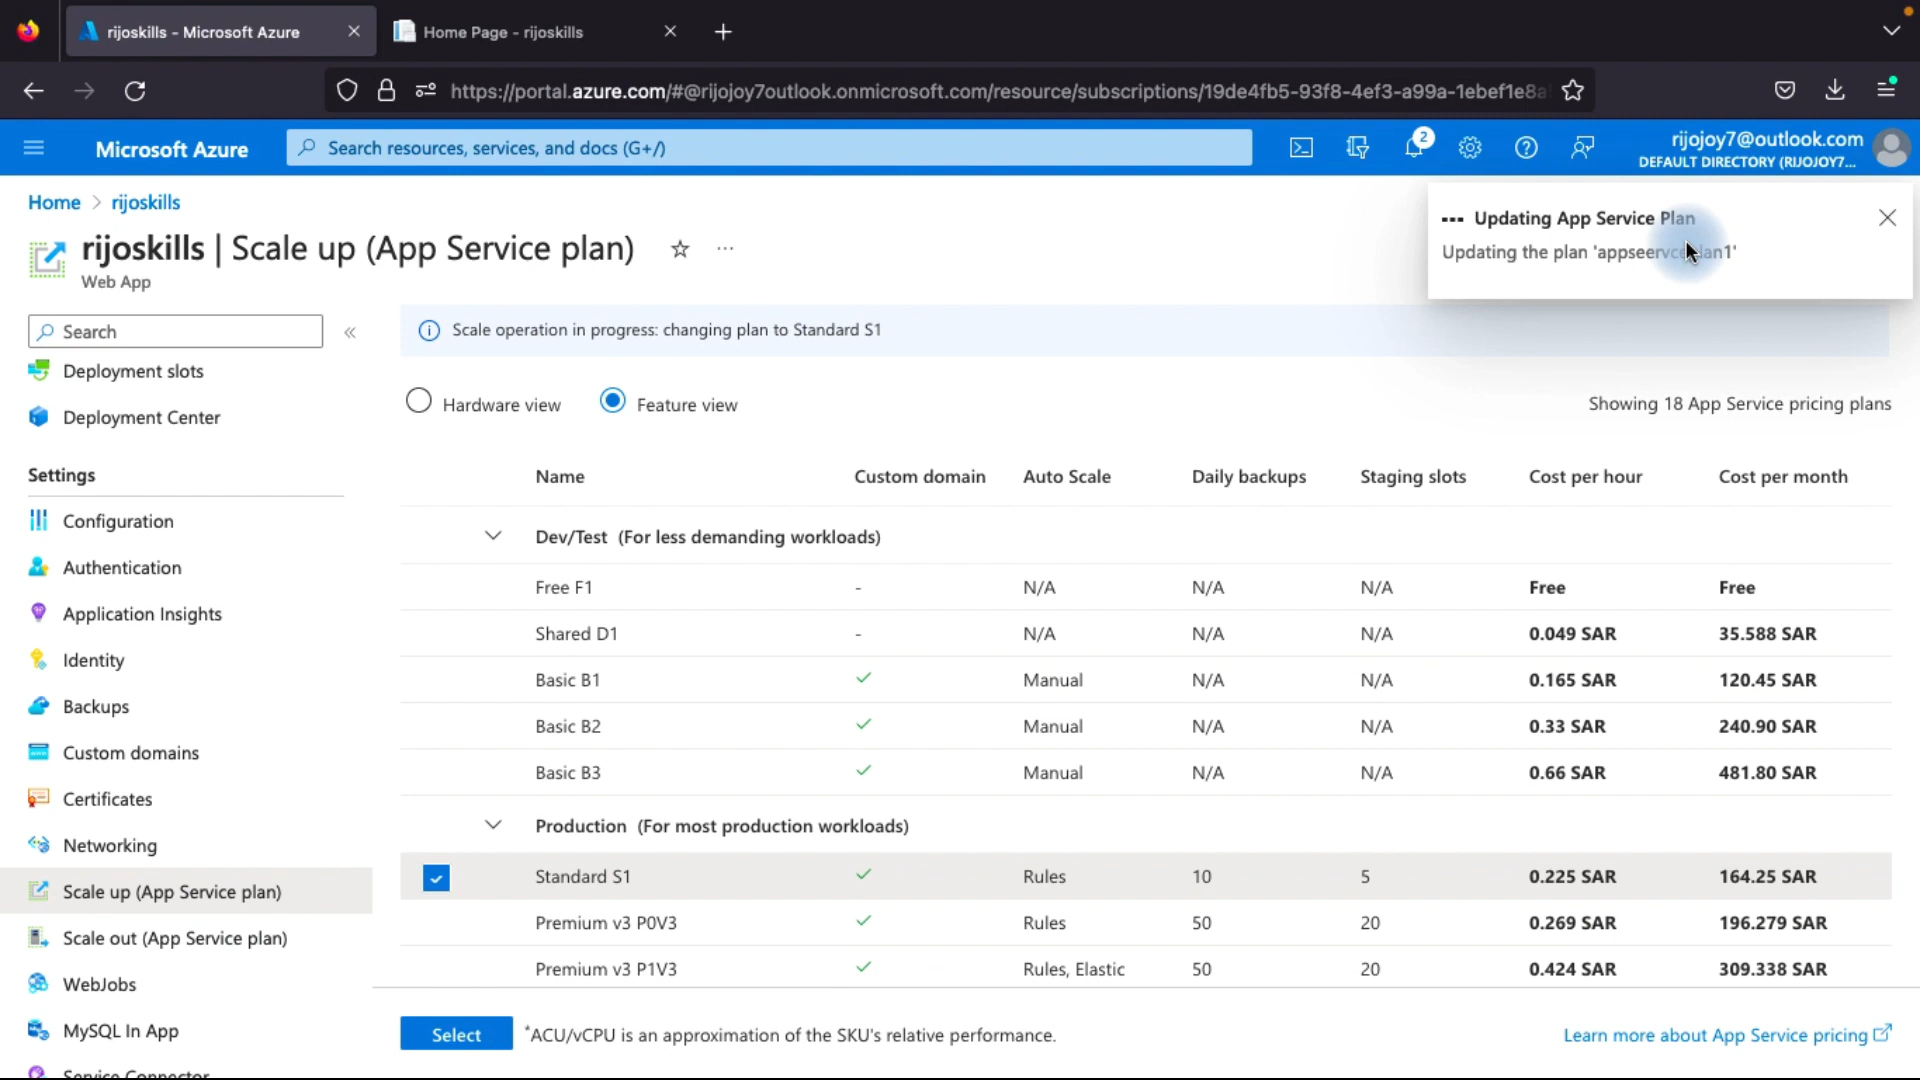 rijoskills - Microsoft Azure
Home Page - rijoskills
https://portal.azure.com/#@rijojoy7outlook.onmicrosoft.com/resource/subscriptions/19de4fb5-93f8-4ef3-a99a-1ebef1e8a
Microsoft Azure
Search resources, services, and docs (G+/)
2
rijojoy7@outlook.com
DEFAULT DIRECTORY (RIJOJOY7...
Home > rijoskills
rijoskills | Scale up (App Service plan)
Web App
Updating App Service Plan
Updating the plan 'appseervceplan1'
Search
Deployment slots
Deployment Center
Settings
Configuration
Authentication
Application Insights
Identity
Backups
Custom domains
Certificates
Networking
Scale up (App Service plan)
Scale out (App Service plan)
WebJobs
MySQL In App
Service Connector
Scale operation in progress: changing plan to Standard S1
Hardware view
Feature view
Showing 18 App Service pricing plans
Name Custom domain Auto Scale Daily backups Staging slots Cost per hour Cost per month
Dev/Test (For less demanding workloads)
Free F1 - N/A N/A N/A Free Free
Shared D1 - N/A N/A N/A 0.049 SAR 35.588 SAR
Basic B1 Manual N/A N/A 0.165 SAR 120.45 SAR
Basic B2 Manual N/A N/A 0.33 SAR 240.90 SAR
Basic B3 Manual N/A N/A 0.66 SAR 481.80 SAR
Production (For most production workloads)
Standard S1 Rules 10 5 0.225 SAR 164.25 SAR
Premium v3 P0V3 Rules 50 20 0.269 SAR 196.279 SAR
Premium v3 P1V3 Rules, Elastic 50 20 0.424 SAR 309.338 SAR
Select
*ACU/vCPU is an approximation of the SKU's relative performance.
Learn more about App Service pricing